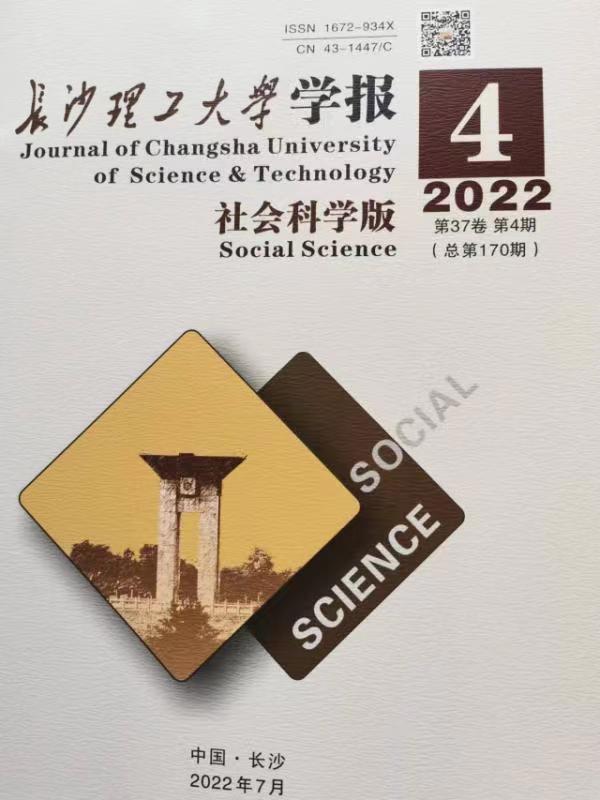 ISSN 1672-934X
CN 43-1447/C
長沙理工大學学报
Journal of Changsha University
of Science & Technology
社会科学版
Social Science
4
2022
第37卷 第4期
(总第170期)
SOCIAL
SCIENCE
中国·长沙
2022年7月